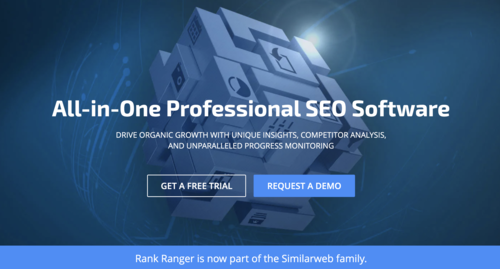 All-in-One Professional SEO Software
DRIVE ORGANIC GROWTH WITH UNIQUE INSIGHTS, COMPETITOR ANALYSIS,
AND UNPARALLELED PROGRESS MONITORING
GET A FREE TRIAL
REQUEST A DEMO
Rank Ranger is now part of the Similarweb family.